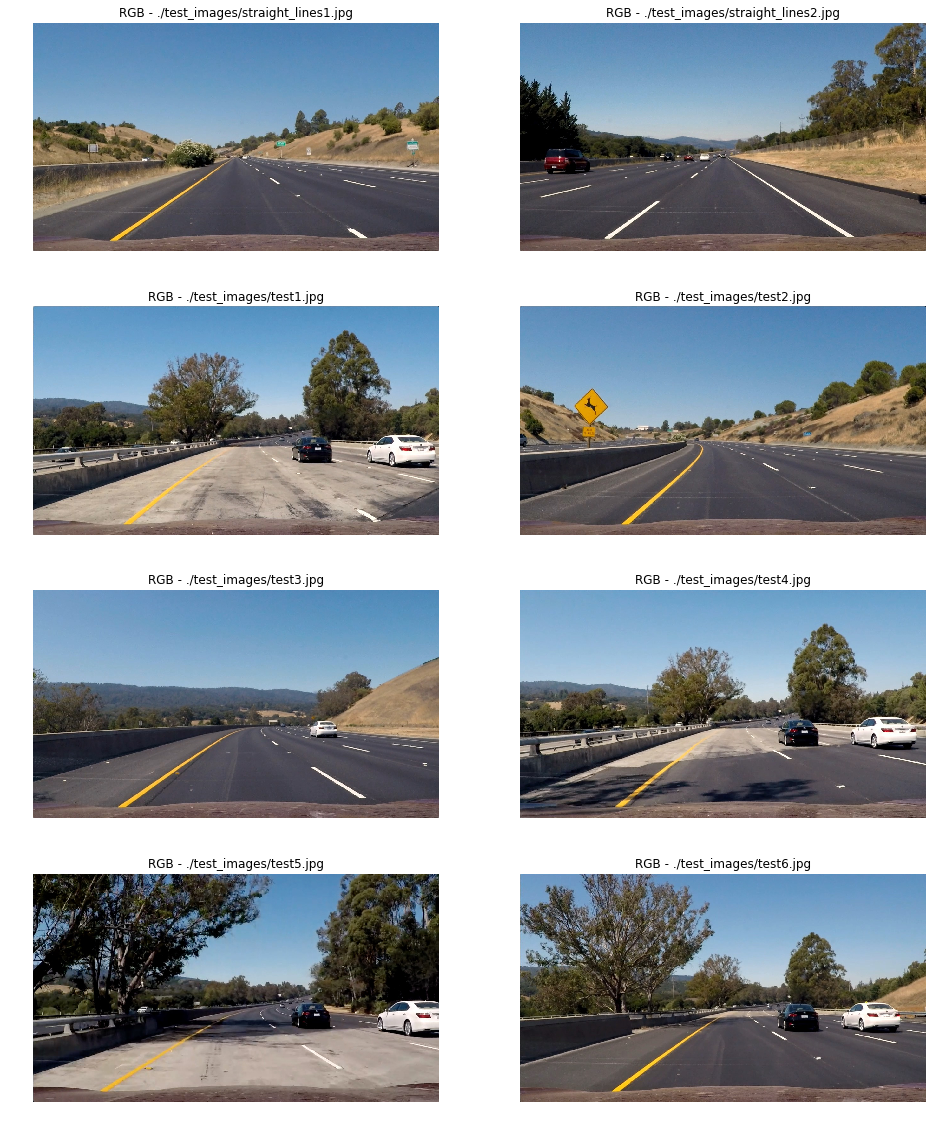 RGB - ./test_images/straight_lines1.jpg
RGB - ./test_images/straight_lines2.jpg
RGB - ./test_images/test1.jpg
RGB - ./test_images/test2.jpg
RGB - ./test_images/test3.jpg
RGB - ./test_images/test4.jpg
RGB - ./test_images/test5.jpg
RGB - ./test_images/test6.jpg